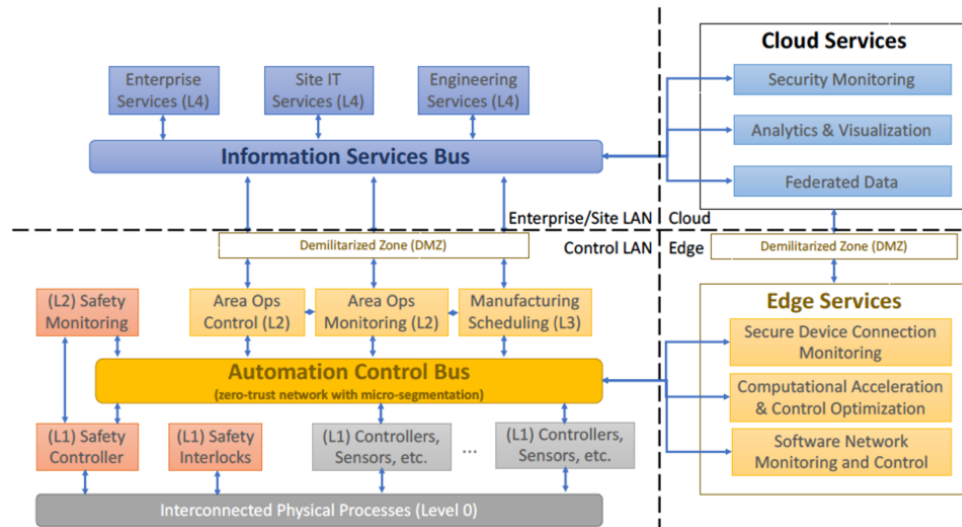 Enterprise
Services (L4)
Site IT
Services (L4)
Engineering
Services (L4)
Information Services Bus
Cloud Services
Security Monitoring
Analytics & Visualization
Federated Data
Enterprise/Site LAN
Cloud
Control LAN
Edge
Demilitarized Zone (DMZ)
Demilitarized Zone (DMZ)
(L2) Safety
Monitoring
Area Ops
Control (L2)
Area Ops
Monitoring (L2)
Manufacturing
Scheduling (L3)
Automation Control Bus
(zero-trust network with micro-segmentation)
(L1) Safety
Controller
(L1) Safety
Interlocks
(L1) Controllers,
Sensors, etc.
...
(L1) Controllers,
Sensors, etc.
Interconnected Physical Processes (Level 0)
Edge Services
Secure Device Connection
Monitoring
Computational Acceleration
& Control Optimization
Software Network
Monitoring and Control